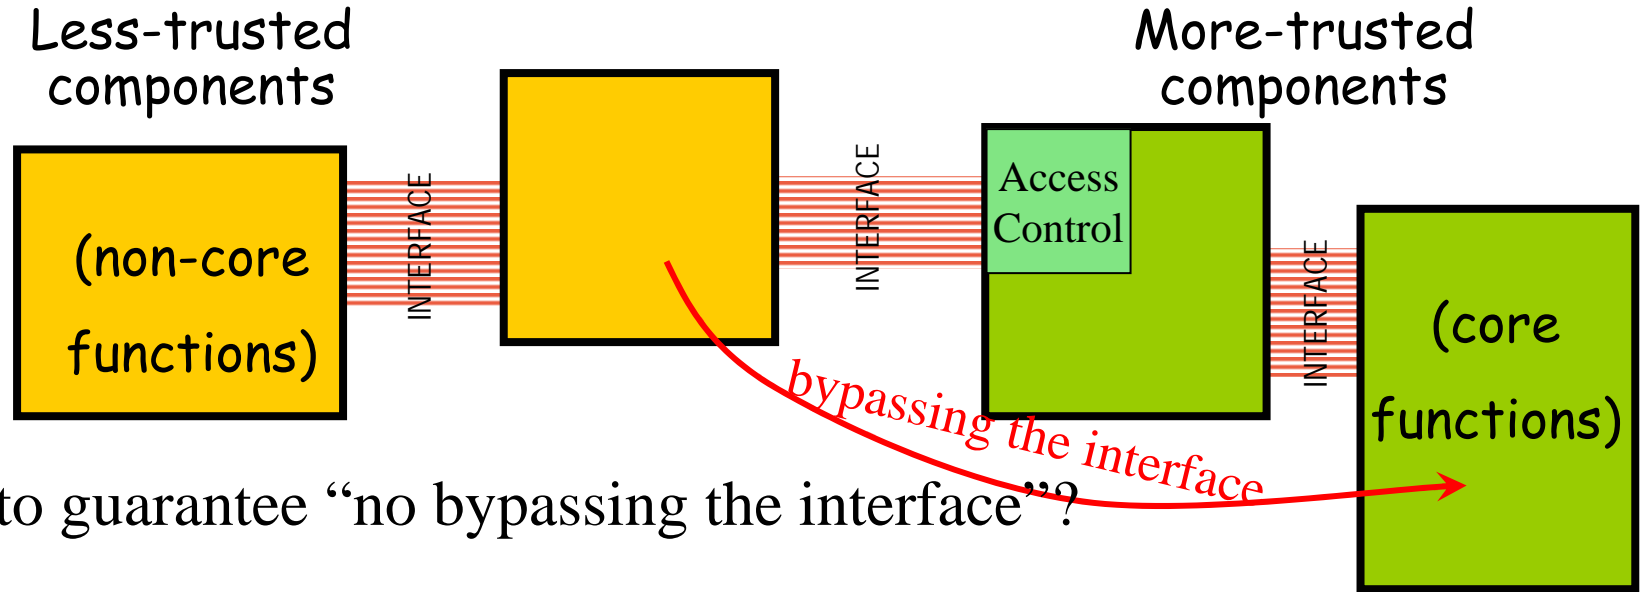 Less-trusted
components
More-trusted
components
(non-core
functions)
INTERFACE
INTERFACE
Access
Control
INTERFACE
(core
functions)
bypassing the interface
to guarantee “no bypassing the interface”?